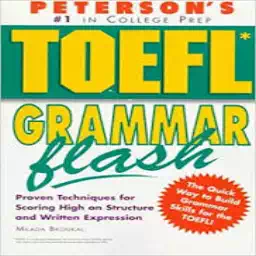 PETERSON'S
#1 IN COLLEGE PREP
TOEFL*
GRAMMAR
flash
Proven Techniques for
Scoring High on Structure
and Written Expression
MILADA BROUKAL
The Quick
Way to Build
Grammar
Skills for the
TOEFL!